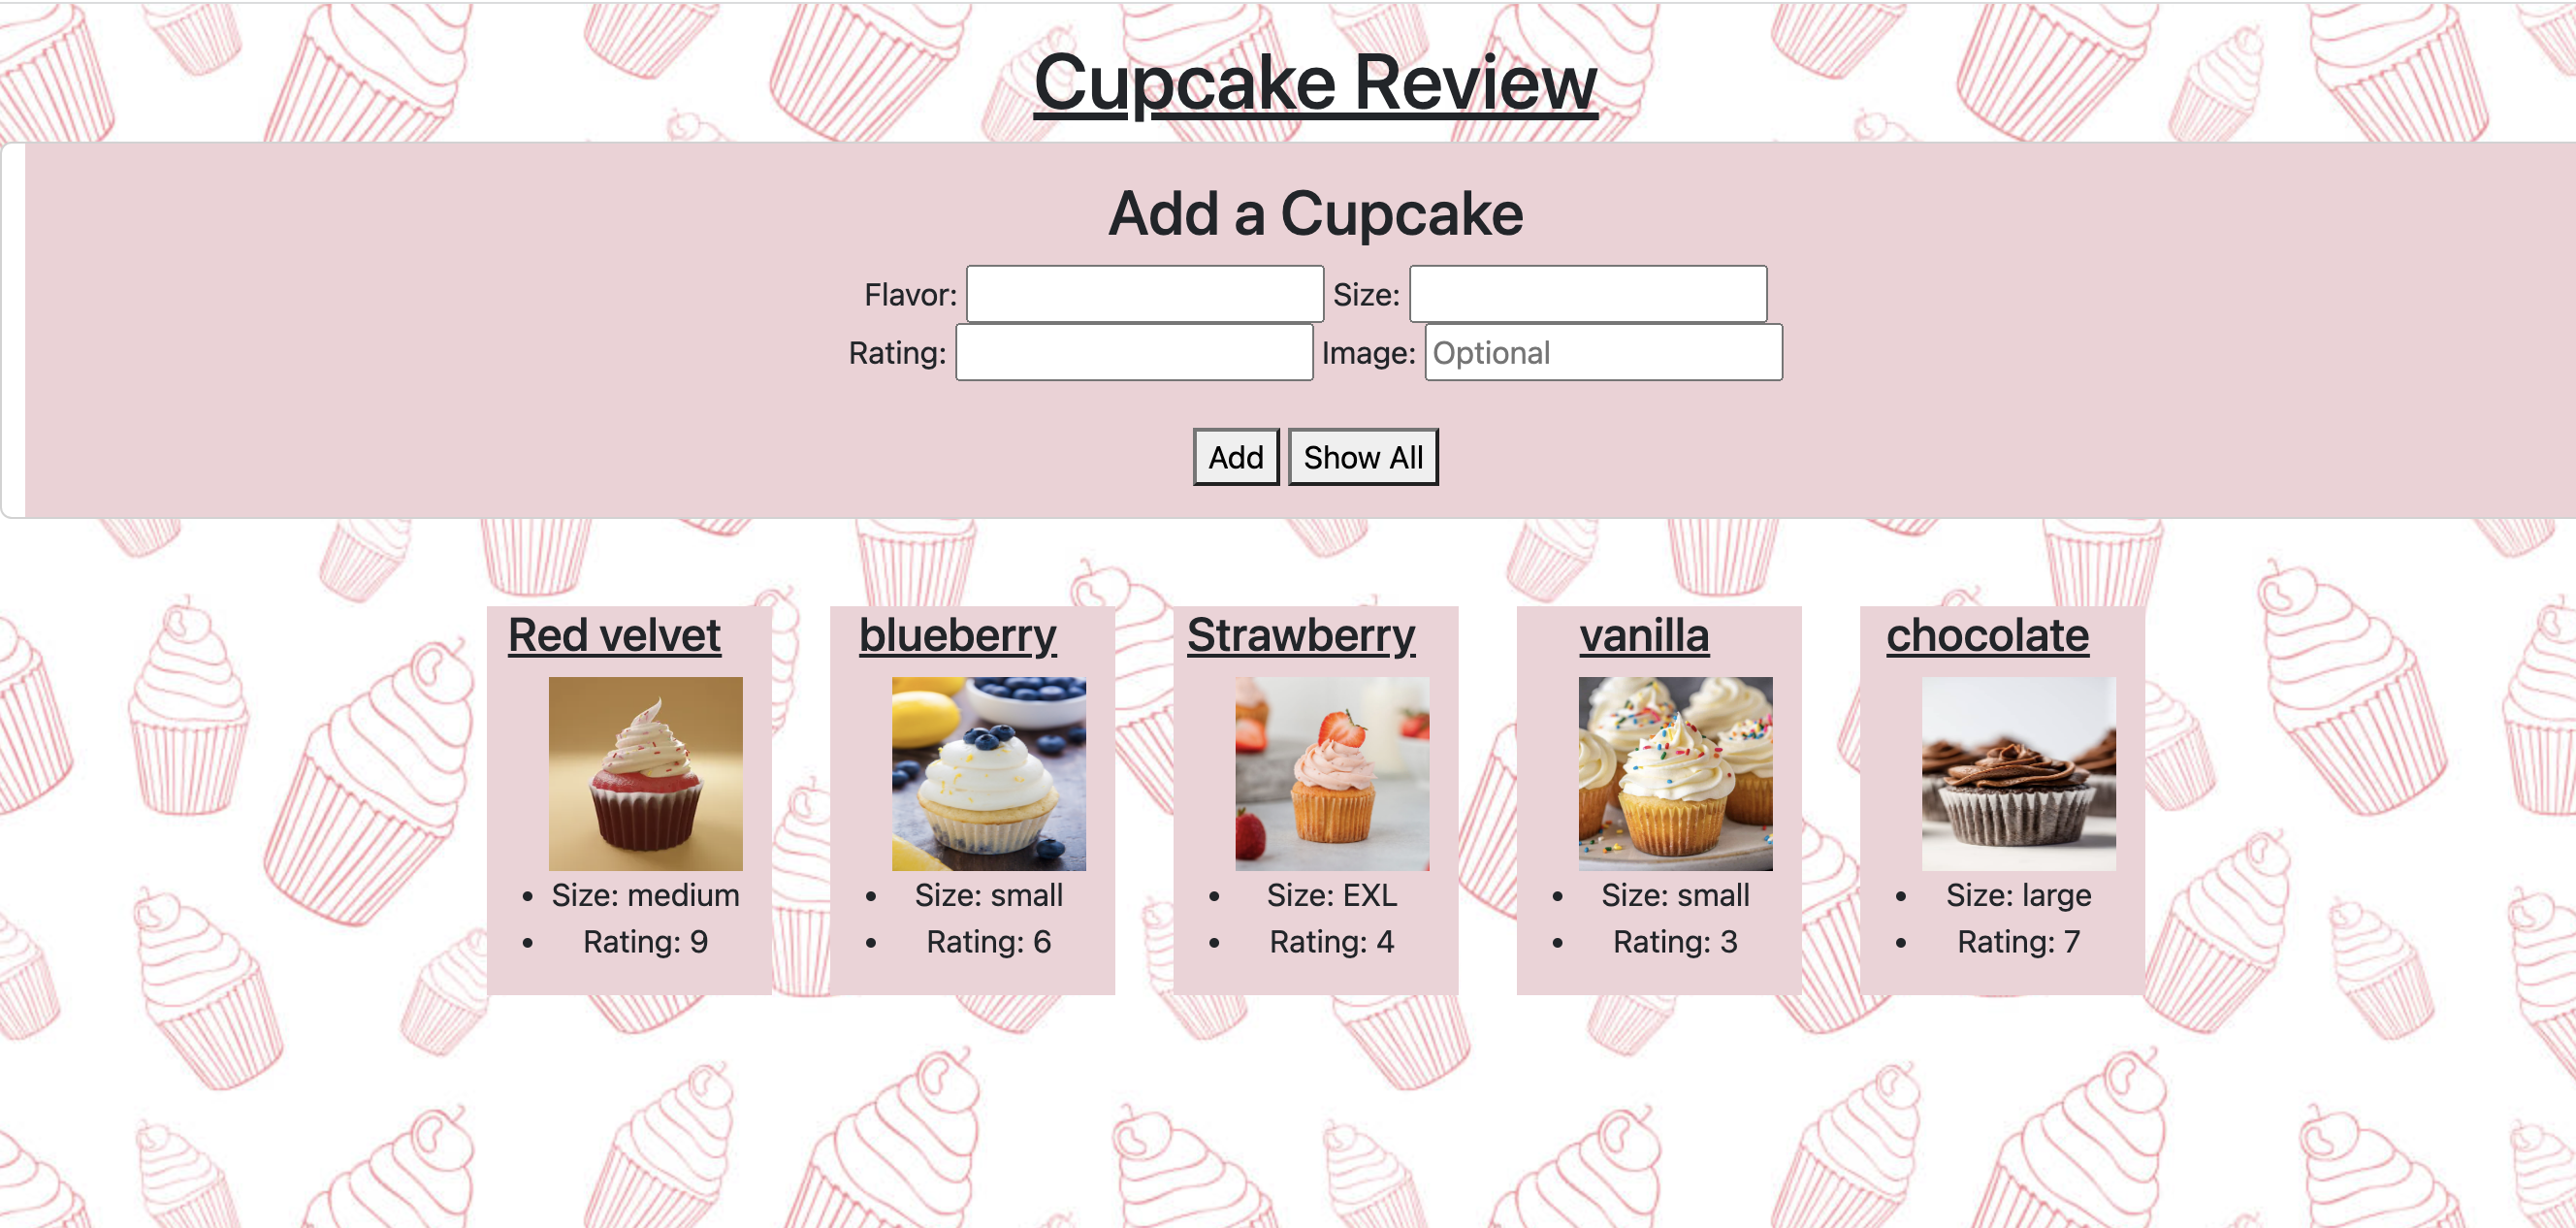 Cupcake Review
Add a Cupcake
Flavor: Size:
Rating: Image: Optional
Add Show All
Red velvet
• Size: medium
• Rating: 9
blueberry
• Size: small
• Rating: 6
Strawberry
• Size: EXL
• Rating: 4
vanilla
• Size: small
• Rating: 3
chocolate
• Size: large
• Rating: 7